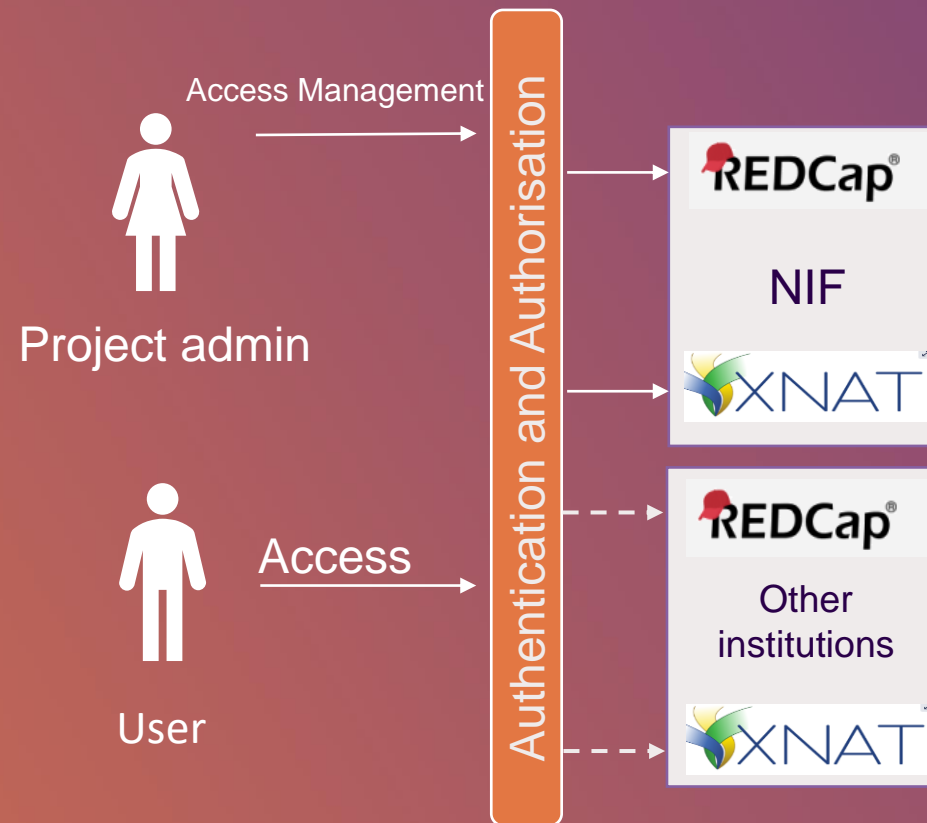 Access Management
Project admin
Access
User
Authentication and Authorisation
REDCap®
NIF
XNAT
REDCap®
Other
institutions
XNAT